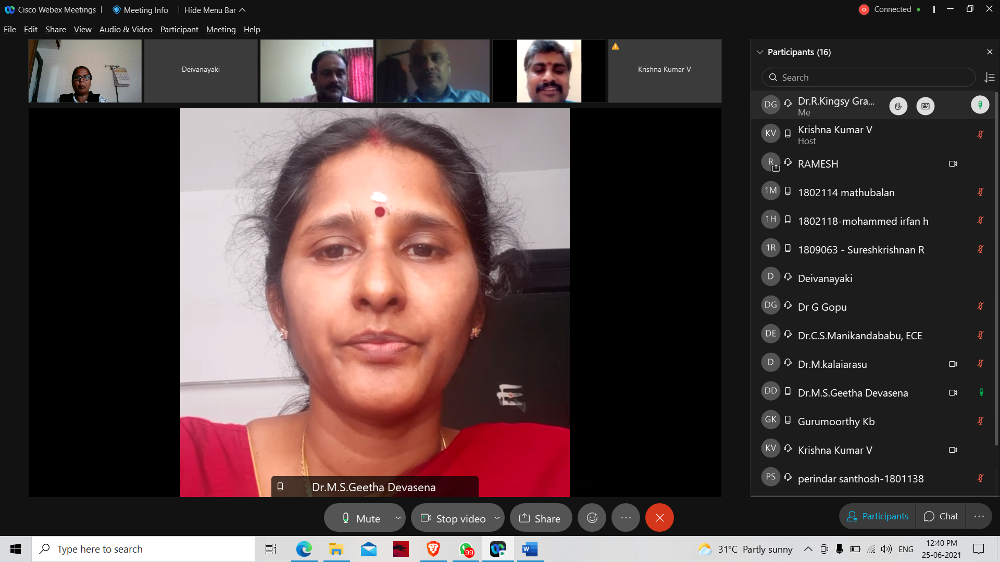 Cisco Webex Meetings
Meeting Info
Hide Menu Bar
Connected
File Edit Share View Audio & Video Participant Meeting Help
Deivanayaki
Krishna Kumar V
Dr.M.S.Geetha Devasena
Participants (16)
Search
DG Dr.R.Kingsy Gra...
Me
KV Krishna Kumar V
Host
R RAMESH
1M 1802114 mathubalan
1H 1802118-mohammed irfan h
1R 1809063 - Sureshkrishnan R
D Deivanayaki
DG Dr G Gopu
DE Dr.C.S.Manikandababu, ECE
D Dr.M.kalaiarasu
DD Dr.M.S.Geetha Devasena
GK Gurumoorthy Kb
KV Krishna Kumar V
PS perindar santhosh-1801138
Mute
Stop video
Share
Participants
Chat
Type here to search
99
W
31°C Partly sunny
ENG
12:40 PM
25-06-2021